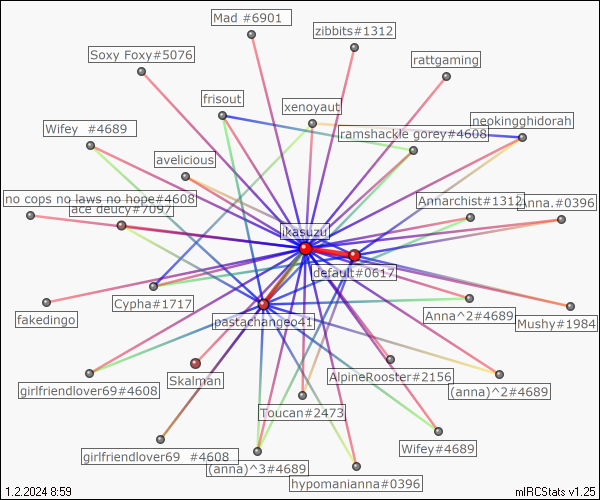 Mad #6901
zibbits#1312
Soxy Foxy#5076
rattgaming
frisout
xenoyaut
neokingghidorah
Wifey  #4689
ramshackle gorey#4608
avelicious
no cops no laws no hope#4608
Annarchist#1312
Anna.#0396
ace deucy#7097
ikasuzu
default#0617
Cypha#1717
fakedingo
pastachangeo41
Anna^2#4689
Mushy#1984
Skalman
AlpineRooster#2156
girlfriendlover69#4608
(anna)^2#4689
Toucan#2473
Wifey#4689
girlfriendlover69  #4608
(anna)^3#4689
hypomanianna#0396
1.2.2024 8:59
mIRCStats v1.25